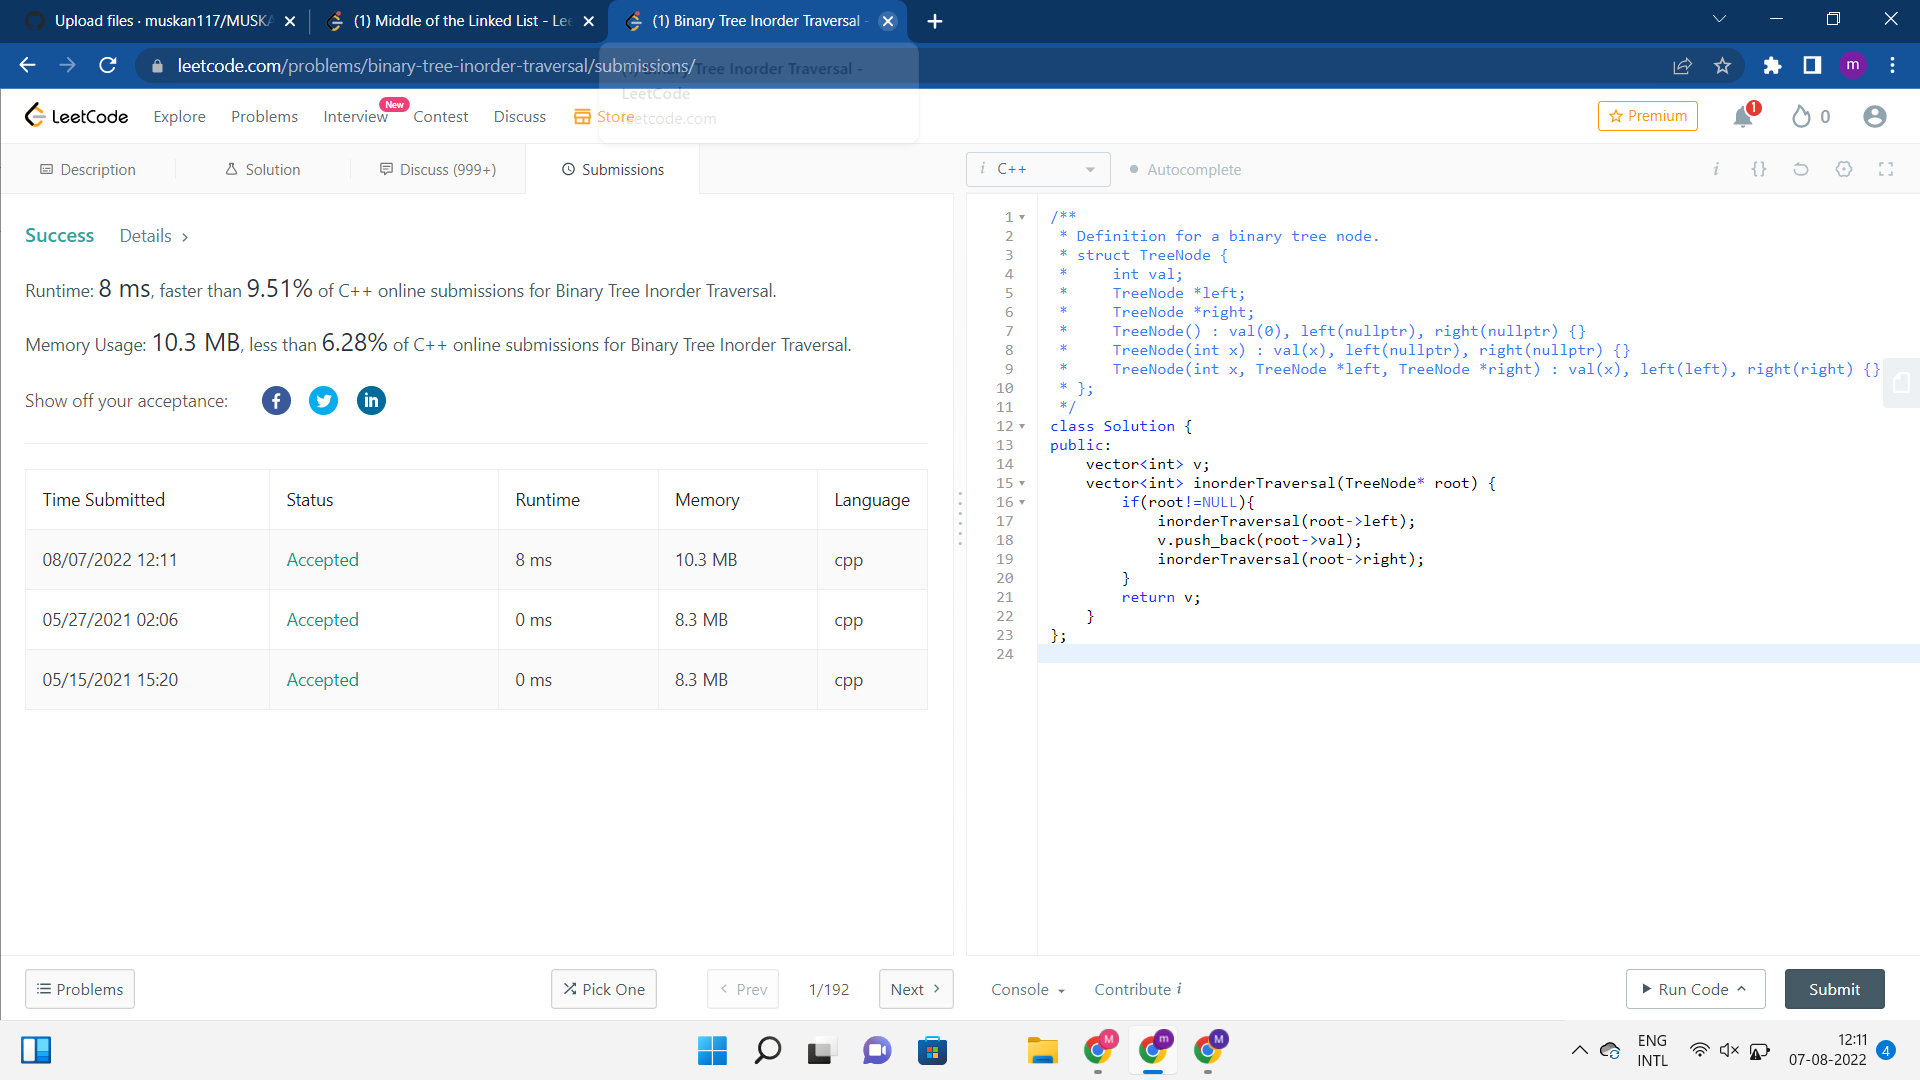 Upload files · muskan117/MUSKA
(1) Middle of the Linked List - Lee
(1) Binary Tree Inorder Traversal -
leetcode.com/problems/binary-tree-inorder-traversal/submissions/
Tree Inorder Traversal -
LeetCode
leetcode.com
m
LeetCode
Explore
Problems
Interview
New
Contest
Discuss
Store
Premium
1
0
Description
Solution
Discuss (999+)
Submissions
i C++
Autocomplete
i
{}
Success Details >
Runtime: 8 ms, faster than 9.51% of C++ online submissions for Binary Tree Inorder Traversal.
Memory Usage: 10.3 MB, less than 6.28% of C++ online submissions for Binary Tree Inorder Traversal.
Show off your acceptance:
Time Submitted Status Runtime Memory Language
08/07/2022 12:11 Accepted 8 ms 10.3 MB cpp
05/27/2021 02:06 Accepted 0 ms 8.3 MB cpp
05/15/2021 15:20 Accepted 0 ms 8.3 MB cpp
1 /**
2 * Definition for a binary tree node.
3 * struct TreeNode {
4 *     int val;
5 *     TreeNode *left;
6 *     TreeNode *right;
7 *     TreeNode() : val(0), left(nullptr), right(nullptr) {}
8 *     TreeNode(int x) : val(x), left(nullptr), right(nullptr) {}
9 *     TreeNode(int x, TreeNode *left, TreeNode *right) : val(x), left(left), right(right) {}
10 * };
11 */
12 class Solution {
13 public:
14     vector<int> v;
15     vector<int> inorderTraversal(TreeNode* root) {
16         if(root!=NULL){
17             inorderTraversal(root->left);
18             v.push_back(root->val);
19             inorderTraversal(root->right);
20         }
21         return v;
22     }
23 };
24
Problems
Pick One
< Prev
1/192
Next >
Console
Contribute i
Run Code
Submit
M
m
M
ENG
INTL
12:11
07-08-2022
4